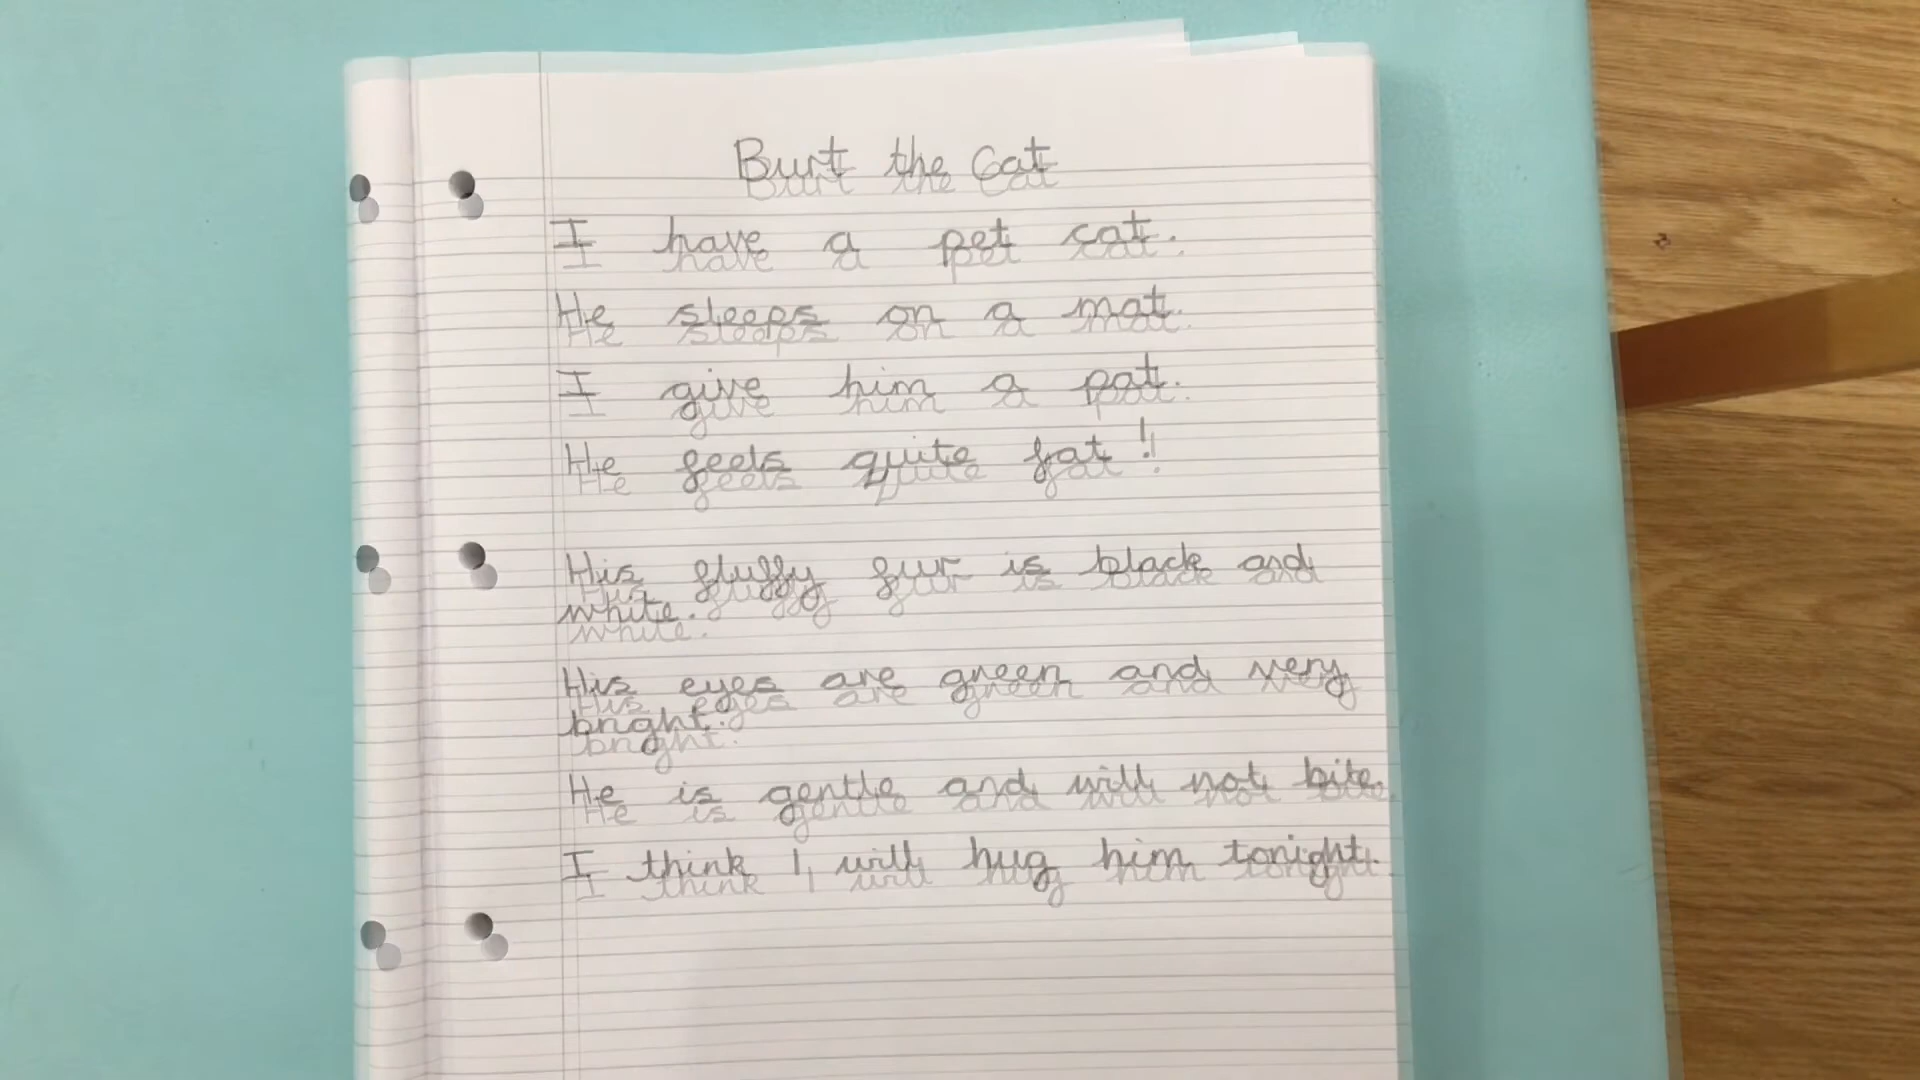 Burt the Cat
I have a pet cat.
He sleeps on a mat.
I give him a pat.
He feels quite fat!
His fluffy fur is black and
white.
His eyes are green and very
bright.
He is gentle and will not bite.
I think I, will hug him tonight.